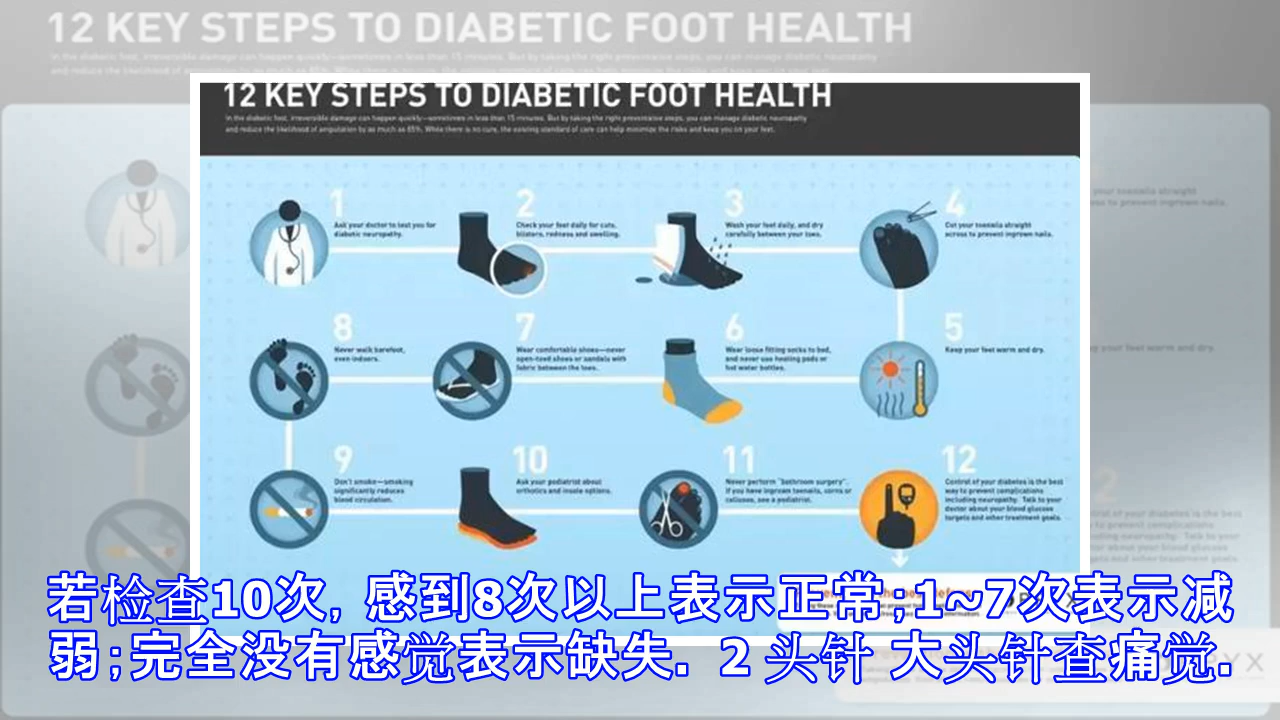 12 KEY STEPS TO DIABETIC FOOT HEALTH
In the diabetic foot, irreversible damage can happen quickly—sometimes in less than 15 minutes. But by taking the right preventative steps, you can manage diabetic neuropathy
and reduce the likelihood of amputation by as much as 85%. While there is no cure, the existing standard of care can help minimize the risks and keep you on your feet.
1
Ask your doctor to test you for
diabetic neuropathy.
2
Check your feet daily for cuts,
blisters, redness and swelling.
3
Wash your feet daily, and dry
carefully between your toes.
4
Cut your toenails straight
across to prevent ingrown nails.
8
Never walk barefoot,
even indoors.
7
Wear comfortable shoes—never
open-toed shoes or sandals with
fabric between the toes.
6
Wear loose fitting socks to bed,
and never use heating pads or
hot water bottles.
5
Keep your feet warm and dry.
9
Don't smoke—smoking
significantly reduces
blood circulation.
10
Ask your podiatrist about
orthotics and insole options.
11
Never perform "bathroom surgery".
If you have ingrown toenails, corns or
calluses, see a podiatrist.
12
Control of your diabetes is the best
way to prevent complications
including neuropathy. Talk to your
doctor about your blood glucose
targets and other treatment goals.
若检查10次, 感到8次以上表示正常;1~7次表示减
弱;完全没有感觉表示缺失. 2 头针 大头针查痛觉.